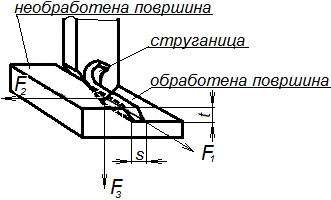 необработена површина
струганица
обработена површина
F2
t
s
F1
F3